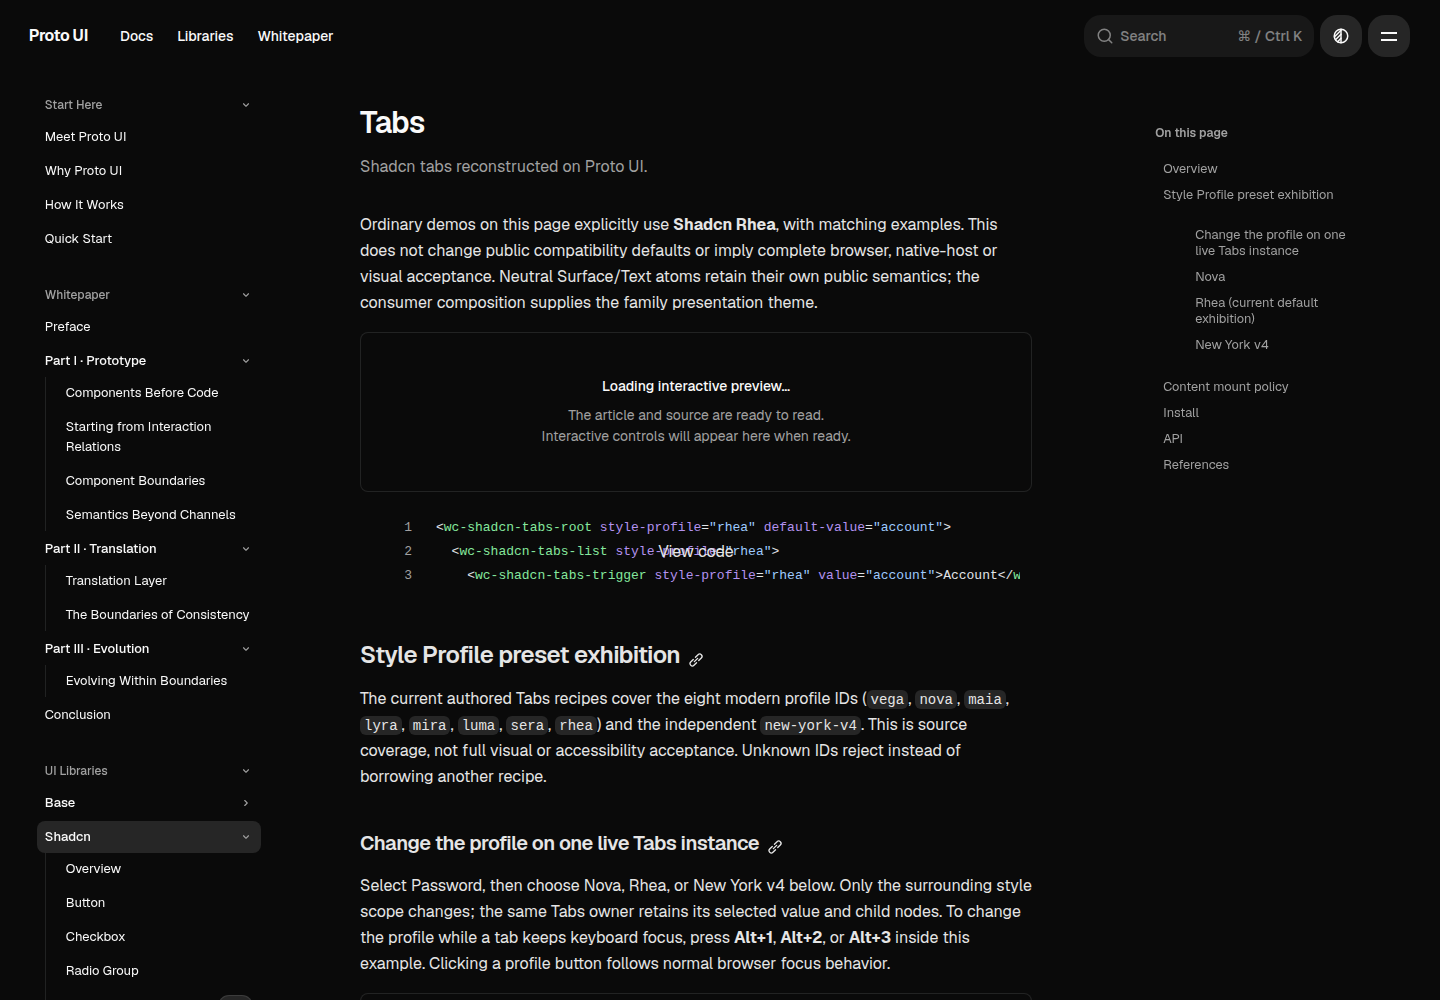 Proto UI
Docs
Libraries
Whitepaper
Search
⌘ / Ctrl K
Start Here
Meet Proto UI
Why Proto UI
How It Works
Quick Start
Whitepaper
Preface
Part I · Prototype
Components Before Code
Starting from Interaction
Relations
Component Boundaries
Semantics Beyond Channels
Part II · Translation
Translation Layer
The Boundaries of Consistency
Part III · Evolution
Evolving Within Boundaries
Conclusion
UI Libraries
Base
Shadcn
Overview
Button
Checkbox
Radio Group
Tabs
Shadcn tabs reconstructed on Proto UI.
Ordinary demos on this page explicitly use Shadcn Rhea, with matching examples. This
does not change public compatibility defaults or imply complete browser, native-host or
visual acceptance. Neutral Surface/Text atoms retain their own public semantics; the
consumer composition supplies the family presentation theme.
Loading interactive preview…
The article and source are ready to read.
Interactive controls will appear here when ready.
1 <wc-shadcn-tabs-root style-profile="rhea" default-value="account">
2 <wc-shadcn-tabs-list style-profile="rhea">
View code
3 <wc-shadcn-tabs-trigger style-profile="rhea" value="account">Account</w
Style Profile preset exhibition
The current authored Tabs recipes cover the eight modern profile IDs (vega, nova, maia,
lyra, mira, luma, sera, rhea) and the independent new-york-v4. This is source
coverage, not full visual or accessibility acceptance. Unknown IDs reject instead of
borrowing another recipe.
Change the profile on one live Tabs instance
Select Password, then choose Nova, Rhea, or New York v4 below. Only the surrounding style
scope changes; the same Tabs owner retains its selected value and child nodes. To change
the profile while a tab keeps keyboard focus, press Alt+1, Alt+2, or Alt+3 inside this
example. Clicking a profile button follows normal browser focus behavior.
On this page
Overview
Style Profile preset exhibition
Change the profile on one
live Tabs instance
Nova
Rhea (current default
exhibition)
New York v4
Content mount policy
Install
API
References